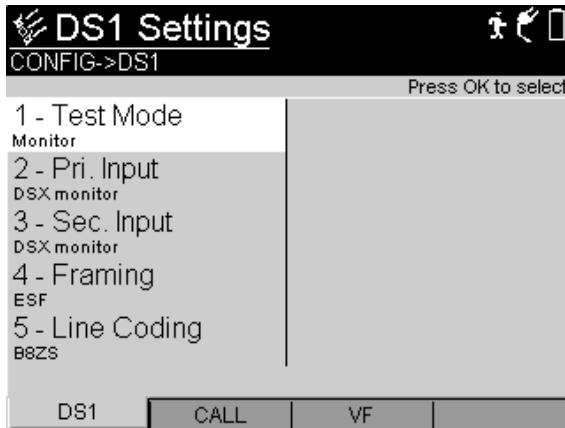 DS1 Settings
CONFIG->DS1
Press OK to select
1 - Test Mode
Monitor
2 - Pri. Input
DSX monitor
3 - Sec. Input
DSX monitor
4 - Framing
ESF
5 - Line Coding
B8ZS
DS1 CALL VF